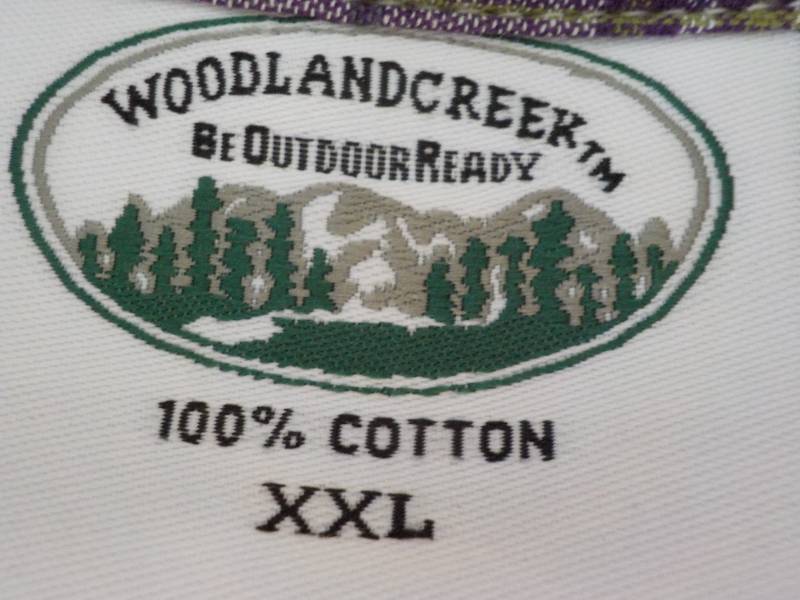 WOODLANDCREEK™
BEOUTDOORREADY
100% COTTON
XXL